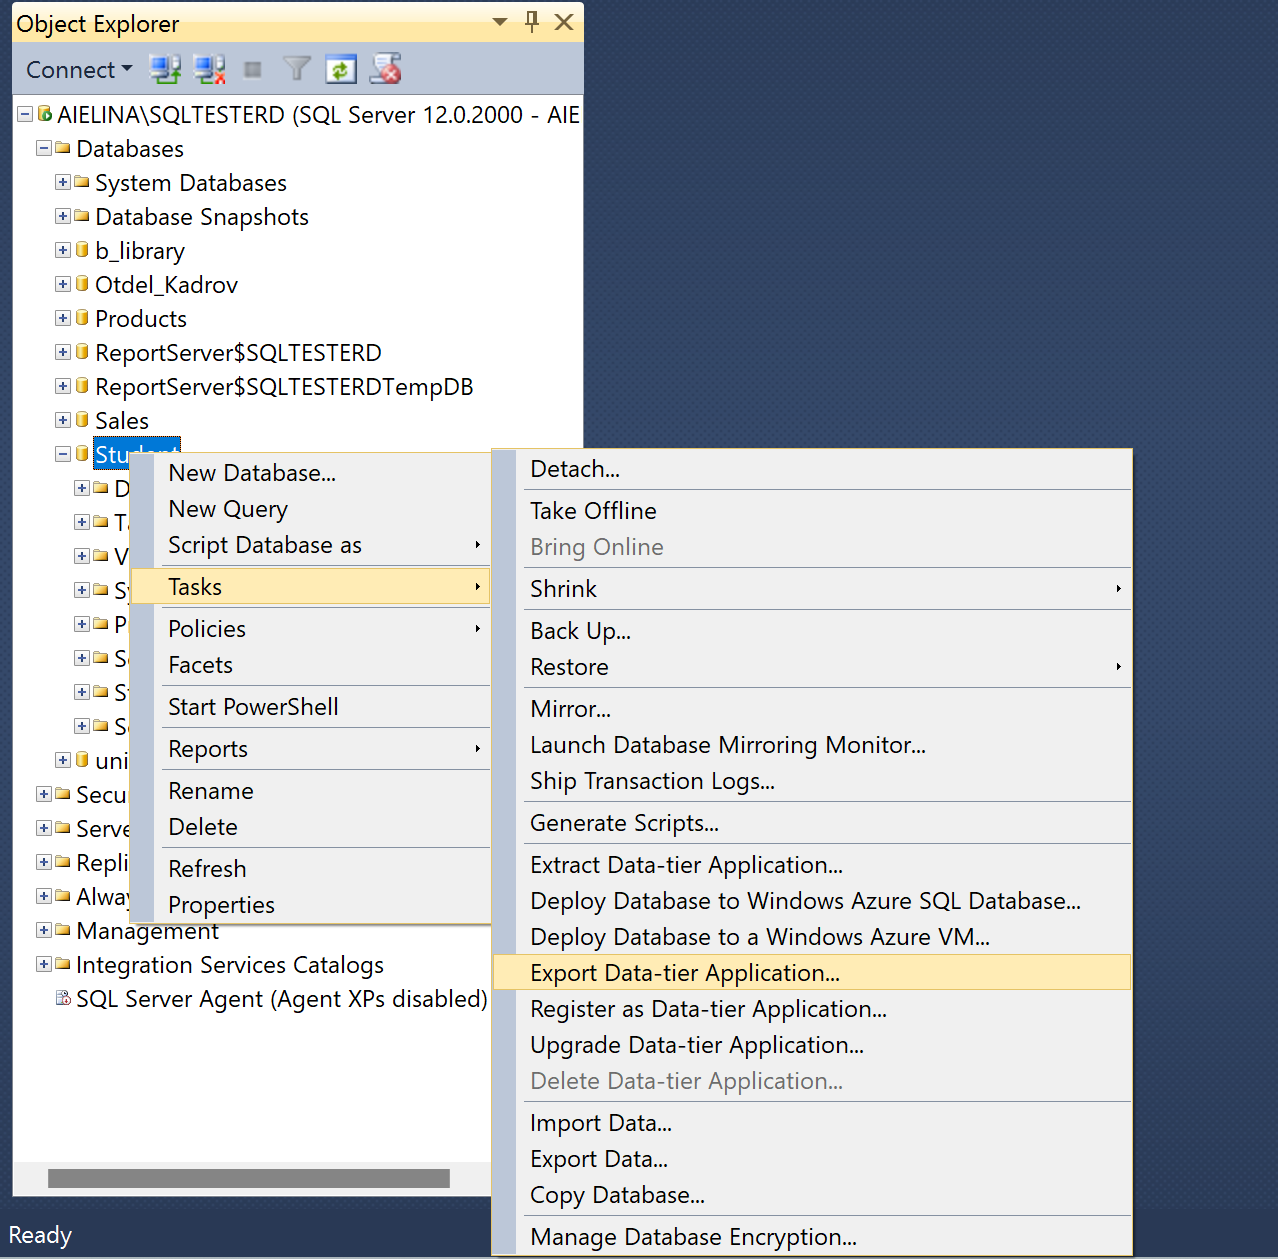 Object Explorer
Connect
AIELINA\SQLTESTERD (SQL Server 12.0.2000 - AIE
Databases
System Databases
Database Snapshots
b_library
Otdel_Kadrov
Products
ReportServer$SQLTESTERD
ReportServer$SQLTESTERDTempDB
Sales
Student
uni
Secu
Serve
Repli
Alway
Management
Integration Services Catalogs
SQL Server Agent (Agent XPs disabled)
New Database...
New Query
Script Database as
Tasks
Policies
Facets
Start PowerShell
Reports
Rename
Delete
Refresh
Properties
Detach...
Take Offline
Bring Online
Shrink
Back Up...
Restore
Mirror...
Launch Database Mirroring Monitor...
Ship Transaction Logs...
Generate Scripts...
Extract Data-tier Application...
Deploy Database to Windows Azure SQL Database...
Deploy Database to a Windows Azure VM...
Export Data-tier Application...
Register as Data-tier Application...
Upgrade Data-tier Application...
Delete Data-tier Application...
Import Data...
Export Data...
Copy Database...
Manage Database Encryption...
Ready